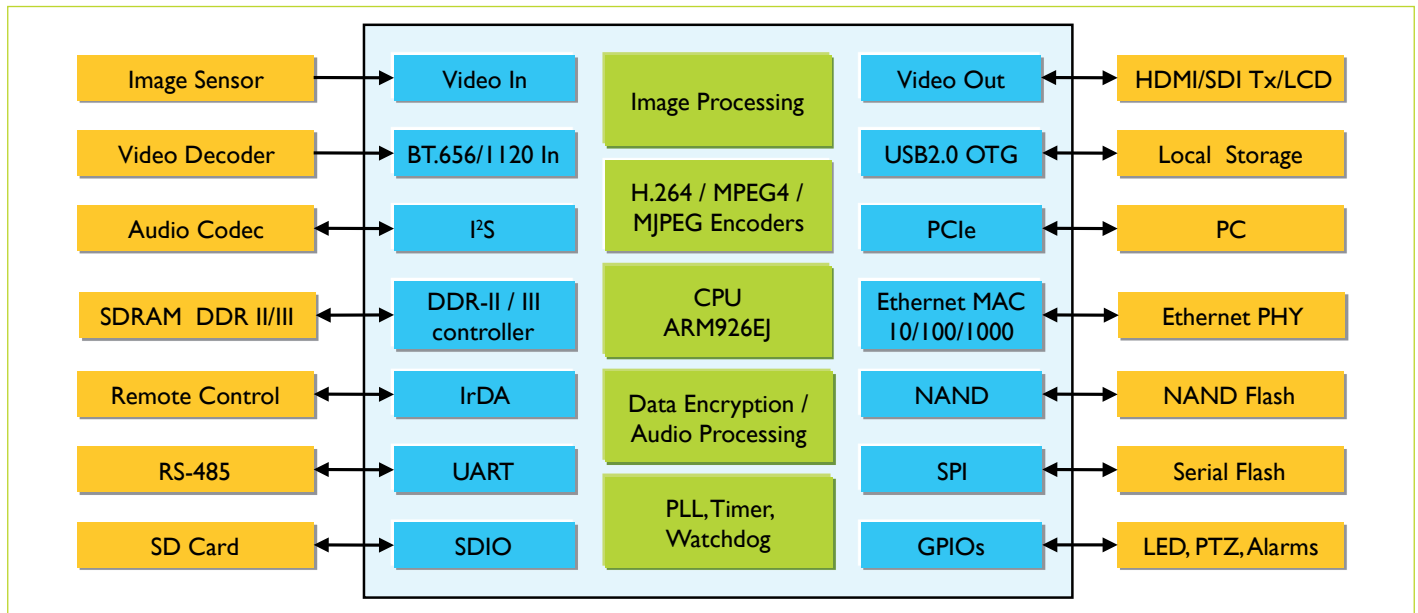 Image Sensor
Video In
Image Processing
Video Out
HDMI/SDI Tx/LCD
Video Decoder
BT.656/1120 In
USB2.0 OTG
Local Storage
H.264 / MPEG4 /
MJPEG Encoders
Audio Codec
I²S
PCIe
PC
SDRAM DDR II/III
DDR-II / III
controller
CPU
ARM926EJ
Ethernet MAC
10/100/1000
Ethernet PHY
Remote Control
IrDA
Data Encryption /
Audio Processing
NAND
NAND Flash
RS-485
UART
SPI
Serial Flash
PLL, Timer,
Watchdog
SD Card
SDIO
GPIOs
LED, PTZ, Alarms